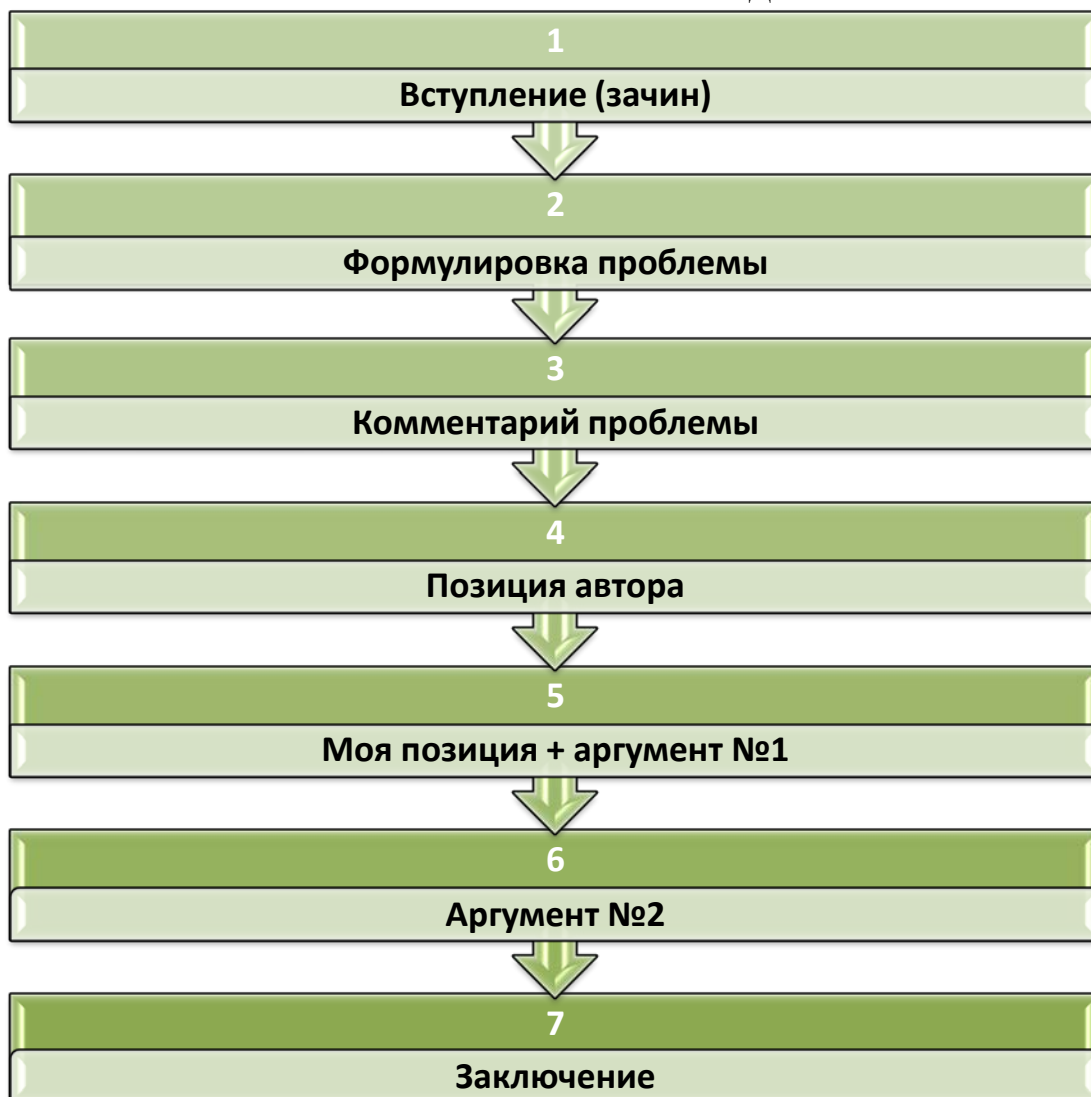 1
Вступление (зачин)
2
Формулировка проблемы
3
Комментарий проблемы
4
Позиция автора
5
Моя позиция + аргумент №1
6
Аргумент №2
7
Заключение